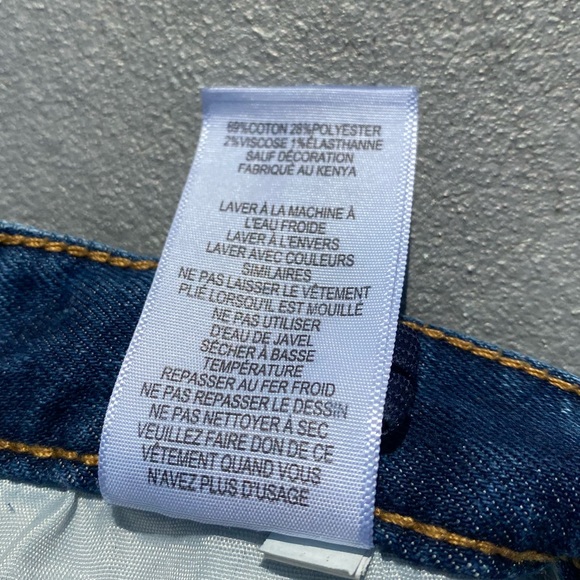 69%COTON 28%POLYESTER
2%VISCOSE 1%ÉLASTHANNE
SAUF DÉCORATION
FABRIQUÉ AU KENYA
LAVER À LA MACHINE À
L'EAU FROIDE
LAVER À L'ENVERS
LAVER AVEC COULEURS
SIMILAIRES
NE PAS LAISSER LE VÊTEMENT
PLIÉ LORSQU'IL EST MOUILLÉ
NE PAS UTILISER
D'EAU DE JAVEL
SÉCHER À BASSE
TEMPÉRATURE
REPASSER AU FER FROID
NE PAS REPASSER LE DESSIN
NE PAS NETTOYER À SEC
VEUILLEZ FAIRE DON DE CE
VÊTEMENT QUAND VOUS
N'AVEZ PLUS D'USAGE